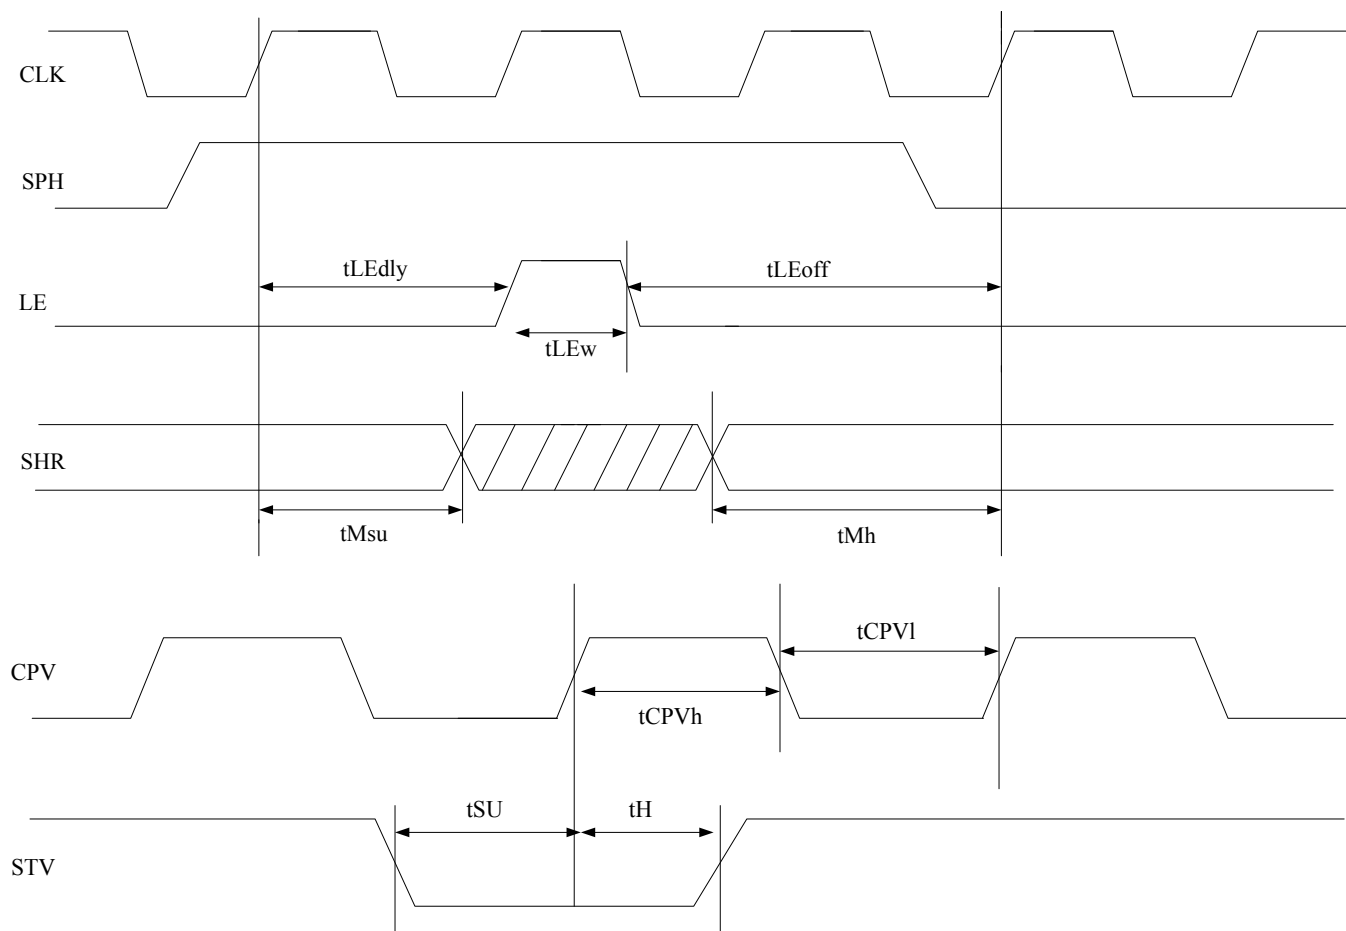 CLK
SPH
tLEdly
tLEoff
LE
tLEw
SHR
tMsu
tMh
tCPVl
CPV
tCPVh
tSU
tH
STV